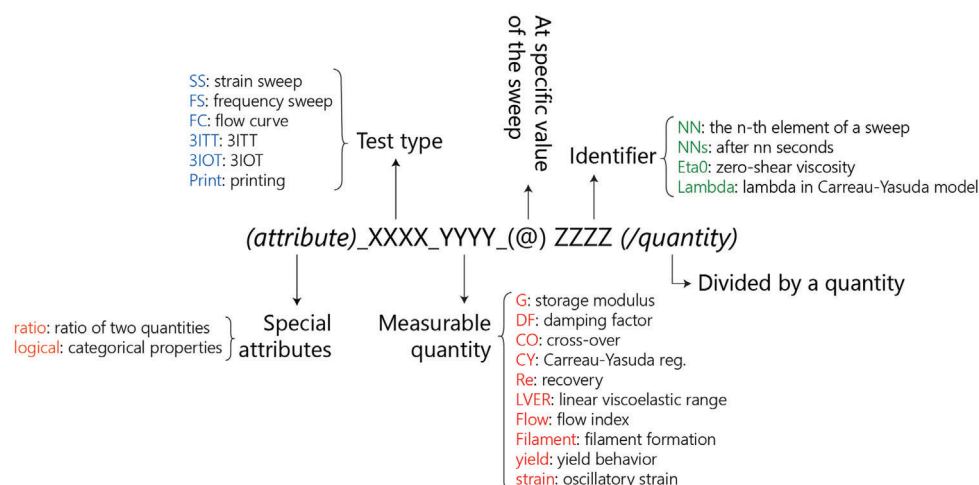 At specific value
of the sweep
SS: strain sweep
FS: frequency sweep
FC: flow curve
3ITT: 3ITT
3IOT: 3IOT
Print: printing
Test type
Identifier
NN: the n-th element of a sweep
NNs: after nn seconds
Eta0: zero-shear viscosity
Lambda: lambda in Carreau-Yasuda model
(attribute)_XXXX_YYYY_(@) ZZZZ (/quantity)
Divided by a quantity
ratio: ratio of two quantities
logical: categorical properties
Special
attributes
Measurable
quantity
G: storage modulus
DF: damping factor
CO: cross-over
CY: Carreau-Yasuda reg.
Re: recovery
LVER: linear viscoelastic range
Flow: flow index
Filament: filament formation
yield: yield behavior
strain: oscillatory strain